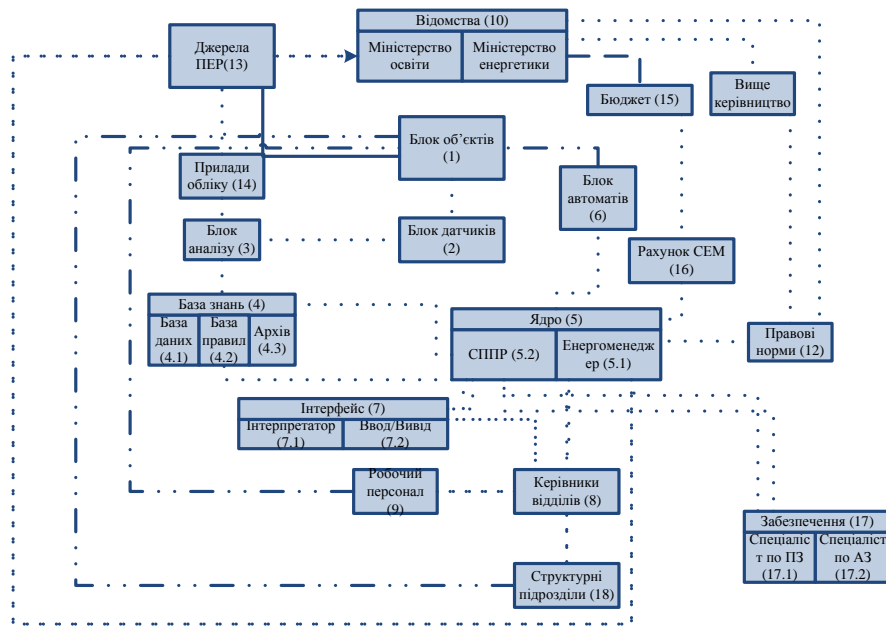 Відомства (10)
Джерела
ПЕР(13)
Міністерство
освіти
Міністерство
енергетики
Вище
керівництво
Бюджет (15)
Блок об’єктів
(1)
Прилади
обліку (14)
Блок
автоматів
(6)
Блок
аналізу (3)
Блок датчиків
(2)
Рахунок СЕМ
(16)
База знань (4)
База
даних
(4.1)
База
правил
(4.2)
Архів
(4.3)
Ядро (5)
СППР (5.2)
Енергоменедж
ер (5.1)
Правові
норми (12)
Інтерфейс (7)
Інтерпретатор
(7.1)
Ввод/Вивід
(7.2)
Робочий
персонал
(9)
Керівники
відділів (8)
Забезпечення (17)
Спеціаліс
т по ПЗ
(17.1)
Спеціаліст
по АЗ
(17.2)
Структурні
підрозділи (18)